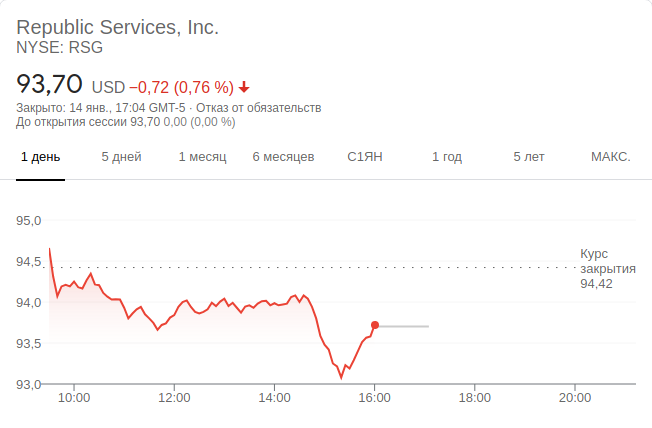 Republic Services, Inc.
NYSE: RSG
93,70 USD −0,72 (0,76 %)
Закрыто: 14 янв., 17:04 GMT-5 · Отказ от обязательств
До открытия сессии 93,70 0,00 (0,00 %)
1 день 5 дней 1 месяц 6 месяцев С1ЯН 1 год 5 лет МАКС.
95,0
94,5
94,0
93,5
93,0
Курс
закрытия
94,42
10:00 12:00 14:00 16:00 18:00 20:00